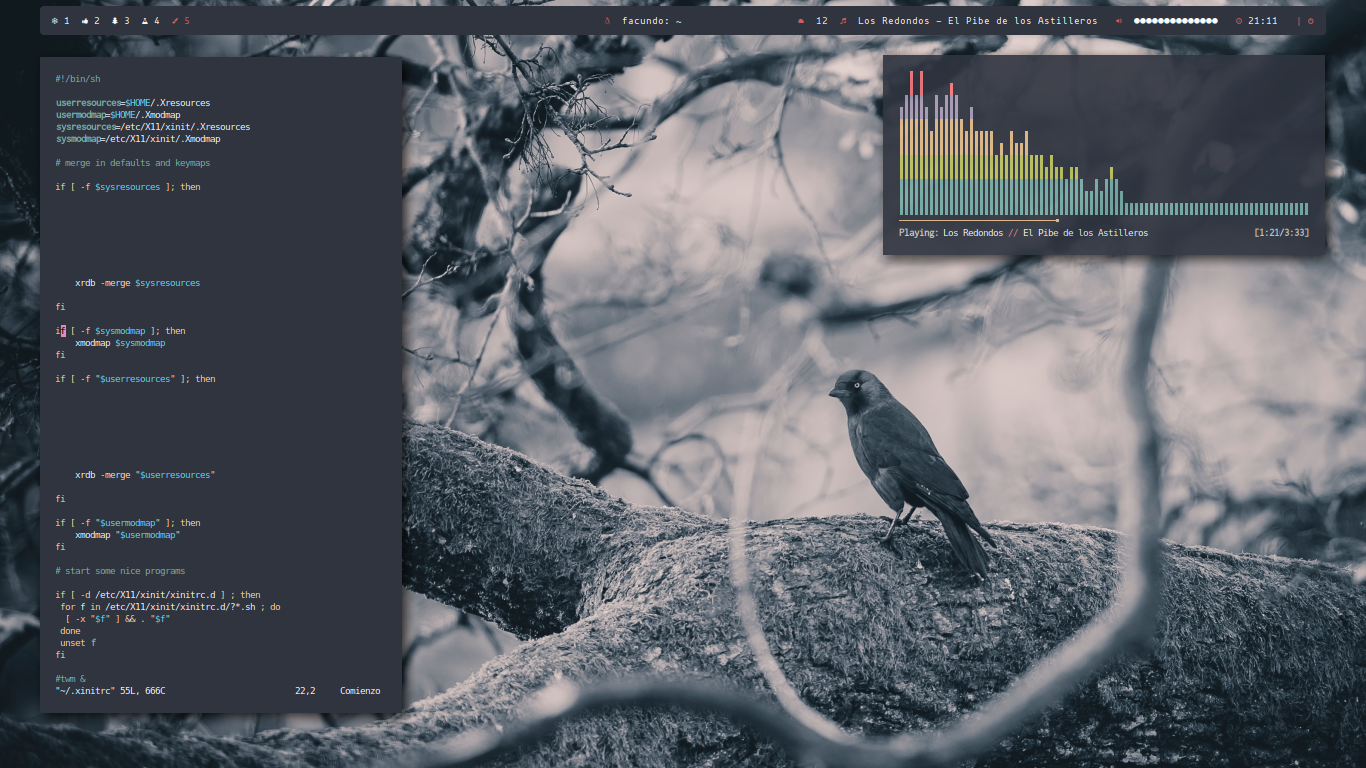 1 2 3 4 5 facundo: ~ 12 Los Redondos — El Pibe de los Astilleros 21:11 |
#!/bin/sh
userresources=$HOME/.Xresources
usermodmap=$HOME/.Xmodmap
sysresources=/etc/X11/xinit/.Xresources
sysmodmap=/etc/X11/xinit/.Xmodmap
# merge in defaults and keymaps
if [ -f $sysresources ]; then
xrdb -merge $sysresources
fi
if [ -f $sysmodmap ]; then
xmodmap $sysmodmap
fi
if [ -f "$userresources" ]; then
xrdb -merge "$userresources"
fi
if [ -f "$usermodmap" ]; then
xmodmap "$usermodmap"
fi
# start some nice programs
if [ -d /etc/X11/xinit/xinitrc.d ] ; then
for f in /etc/X11/xinit/xinitrc.d/?*.sh ; do
[ -x "$f" ] && . "$f"
done
unset f
fi
#twm &
"~/.xinitrc" 55L, 666C 22,2 Comienzo
Playing: Los Redondos // El Pibe de los Astilleros [1:21/3:33]